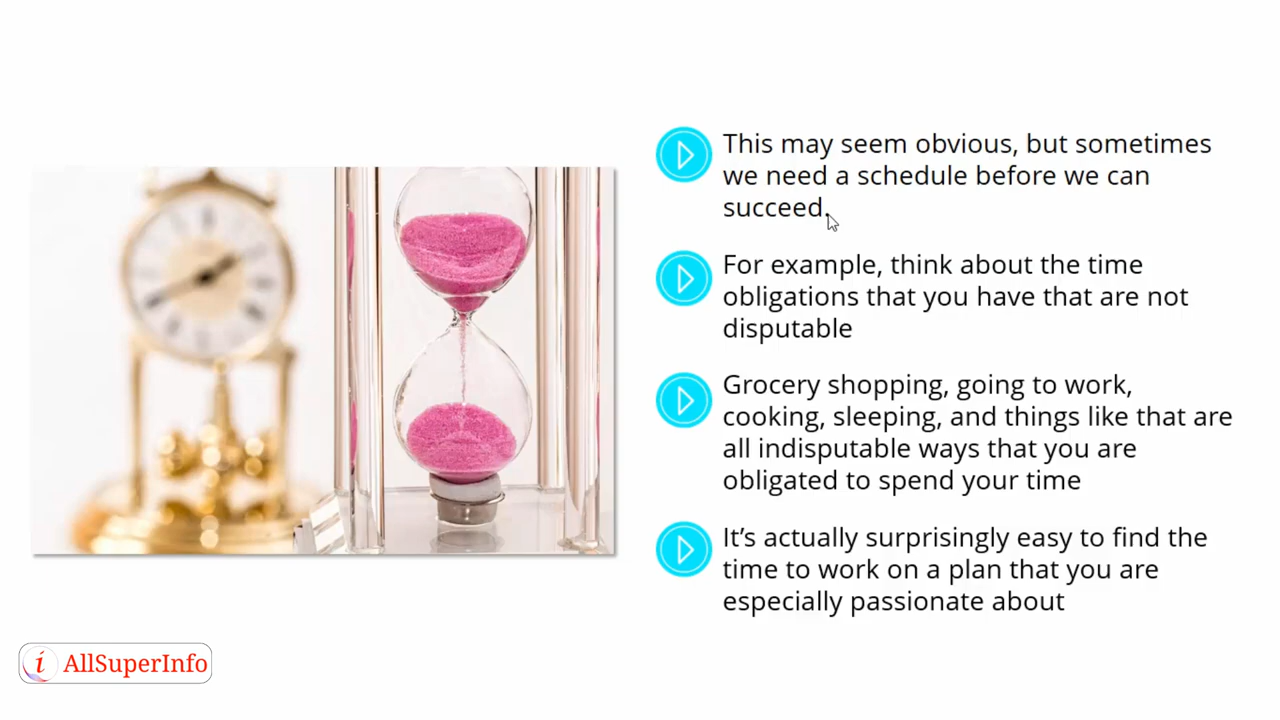 This may seem obvious, but sometimes
we need a schedule before we can
succeed.
For example, think about the time
obligations that you have that are not
disputable
Grocery shopping, going to work,
cooking, sleeping, and things like that are
all indisputable ways that you are
obligated to spend your time
It’s actually surprisingly easy to find the
time to work on a plan that you are
especially passionate about
i AllSuperInfo